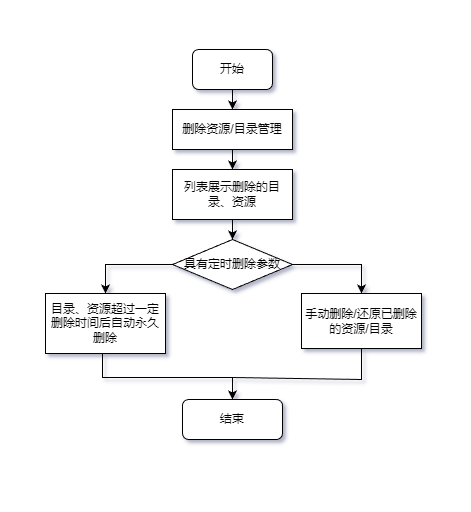 开始
删除资源/目录管理
列表展示删除的目
录、资源
具有定时删除参数
目录、资源超过一定
删除时间后自动永久
删除
手动删除/还原已删除
的资源/目录
结束